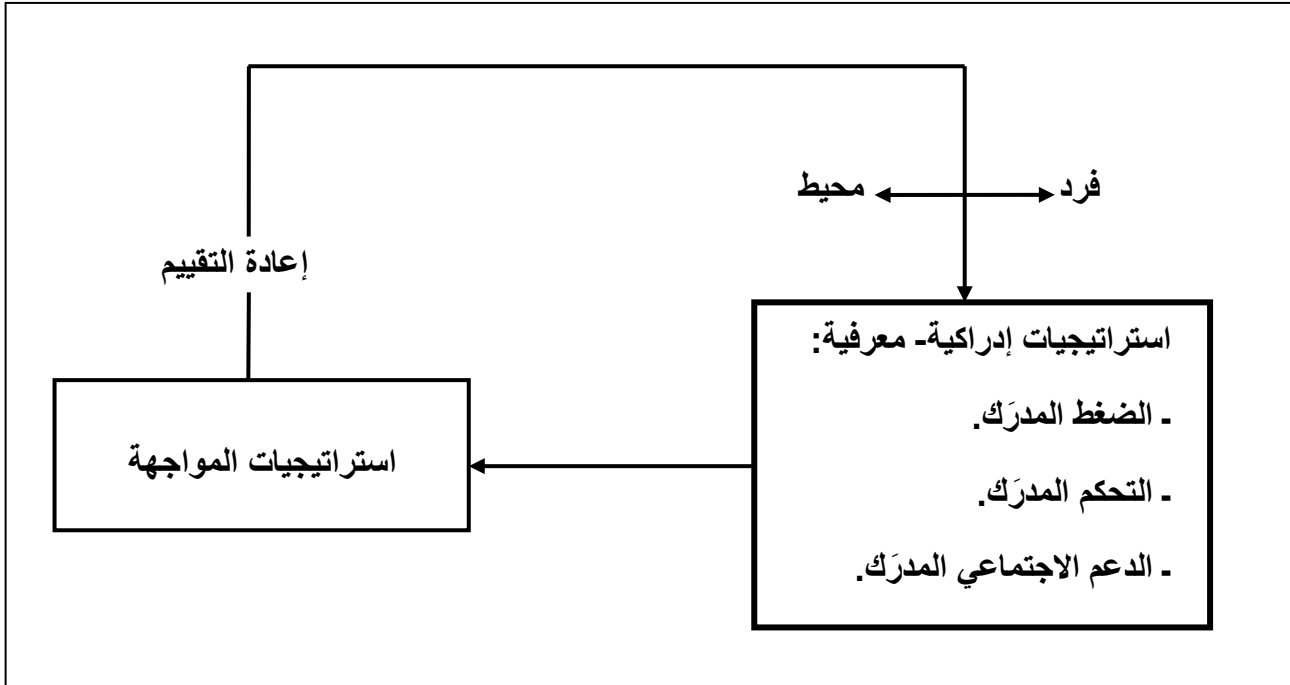 فرد
محيط
إعادة التقييم
استراتيجيات إدراكية- معرفية:
- الضغط المدرَك.
- التحكم المدرَك.
- الدعم الاجتماعي المدرَك.
استراتيجيات المواجهة